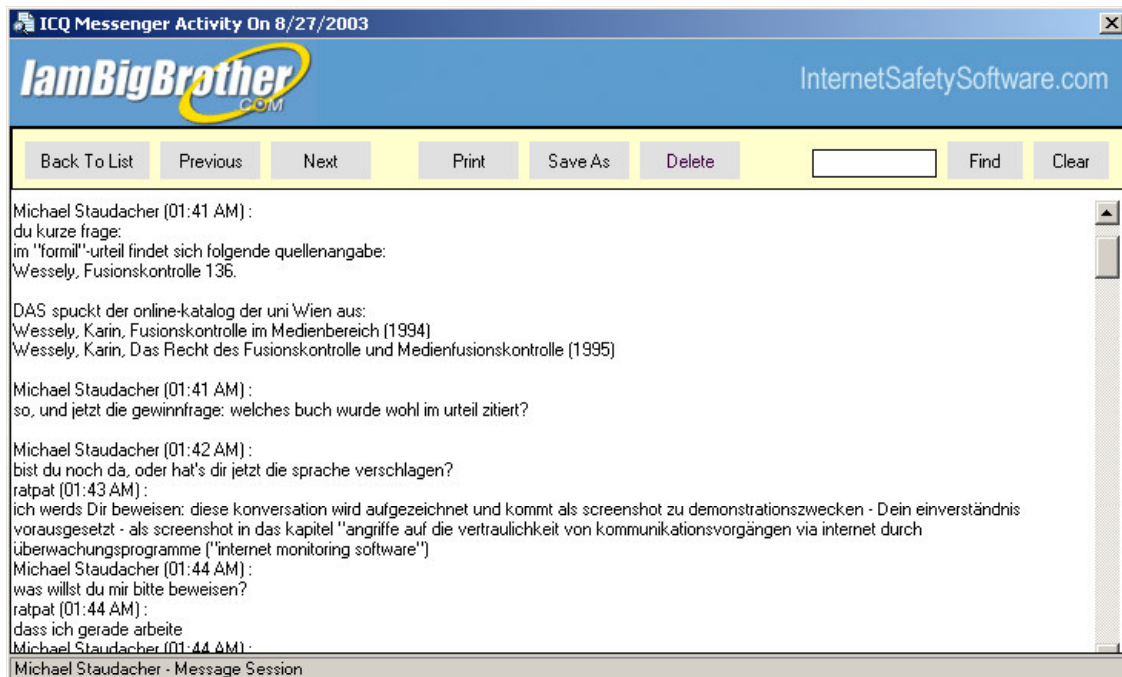 ICQ Messenger Activity On 8/27/2003
IamBigBrother
.COM
InternetSafetySoftware.com
Back To List Previous Next Print Save As Delete Find Clear
Michael Staudacher (01:41 AM) :
du kurze frage:
im "formil"-urteil findet sich folgende quellenangabe:
Wessely, Fusionskontrolle 136.
DAS spuckt der online-katalog der uni Wien aus:
Wessely, Karin, Fusionskontrolle im Medienbereich (1994)
Wessely, Karin, Das Recht des Fusionskontrolle und Medienfusionskontrolle (1995)
Michael Staudacher (01:41 AM) :
so, und jetzt die gewinnfrage: welches buch wurde wohl im urteil zitiert?
Michael Staudacher (01:42 AM) :
bist du noch da, oder hat's dir jetzt die sprache verschlagen?
ratpat (01:43 AM) :
ich werds Dir beweisen: diese konversation wird aufgezeichnet und kommt als screenshot zu demonstrationszwecken - Dein einverständnis
vorausgesetzt - als screenshot in das kapitel "angriffe auf die vertraulichkeit von kommunikationsvorgängen via internet durch
überwachungsprogramme ("internet monitoring software")
Michael Staudacher (01:44 AM) :
was willst du mir bitte beweisen?
ratpat (01:44 AM) :
dass ich gerade arbeite
Michael Staudacher (01:44 AM) :
Michael Staudacher - Message Session